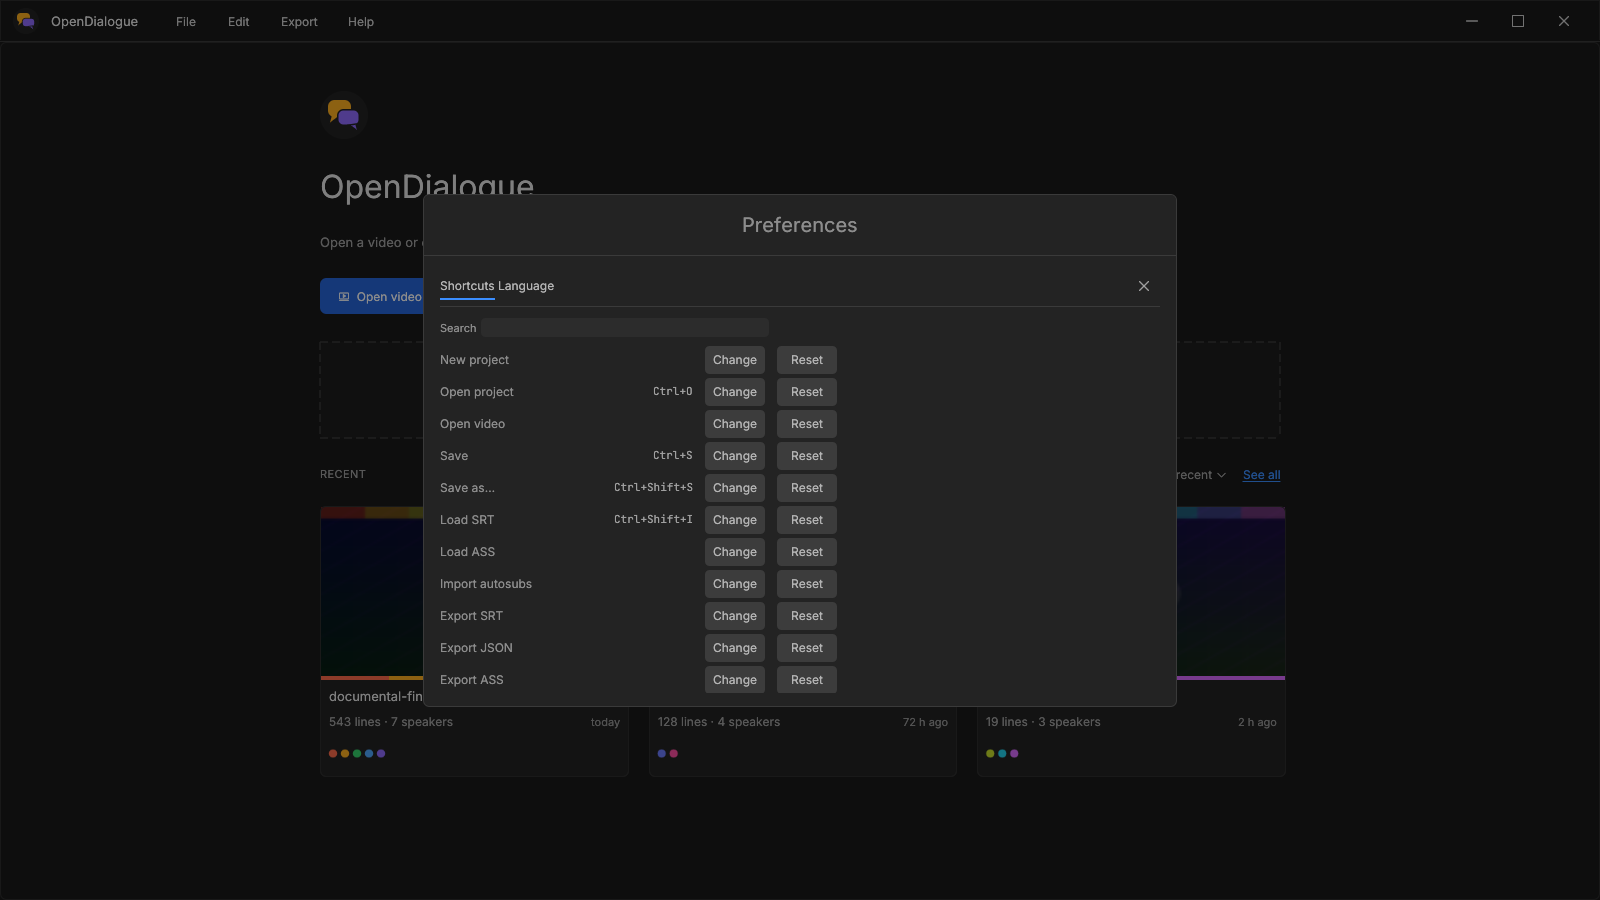 OpenDialogue File Edit Export Help
OpenDialogue
Open a video or
Open video
Preferences
Shortcuts Language
Search
New project Change Reset
Open project Ctrl+O Change Reset
Open video Change Reset
Save Ctrl+S Change Reset
Save as... Ctrl+Shift+S Change Reset
Load SRT Ctrl+Shift+I Change Reset
Load ASS Change Reset
Import autosubs Change Reset
Export SRT Change Reset
Export JSON Change Reset
Export ASS Change Reset
RECENT recent See all
documental-fin
543 lines · 7 speakers today
128 lines · 4 speakers 72 h ago
19 lines · 3 speakers 2 h ago